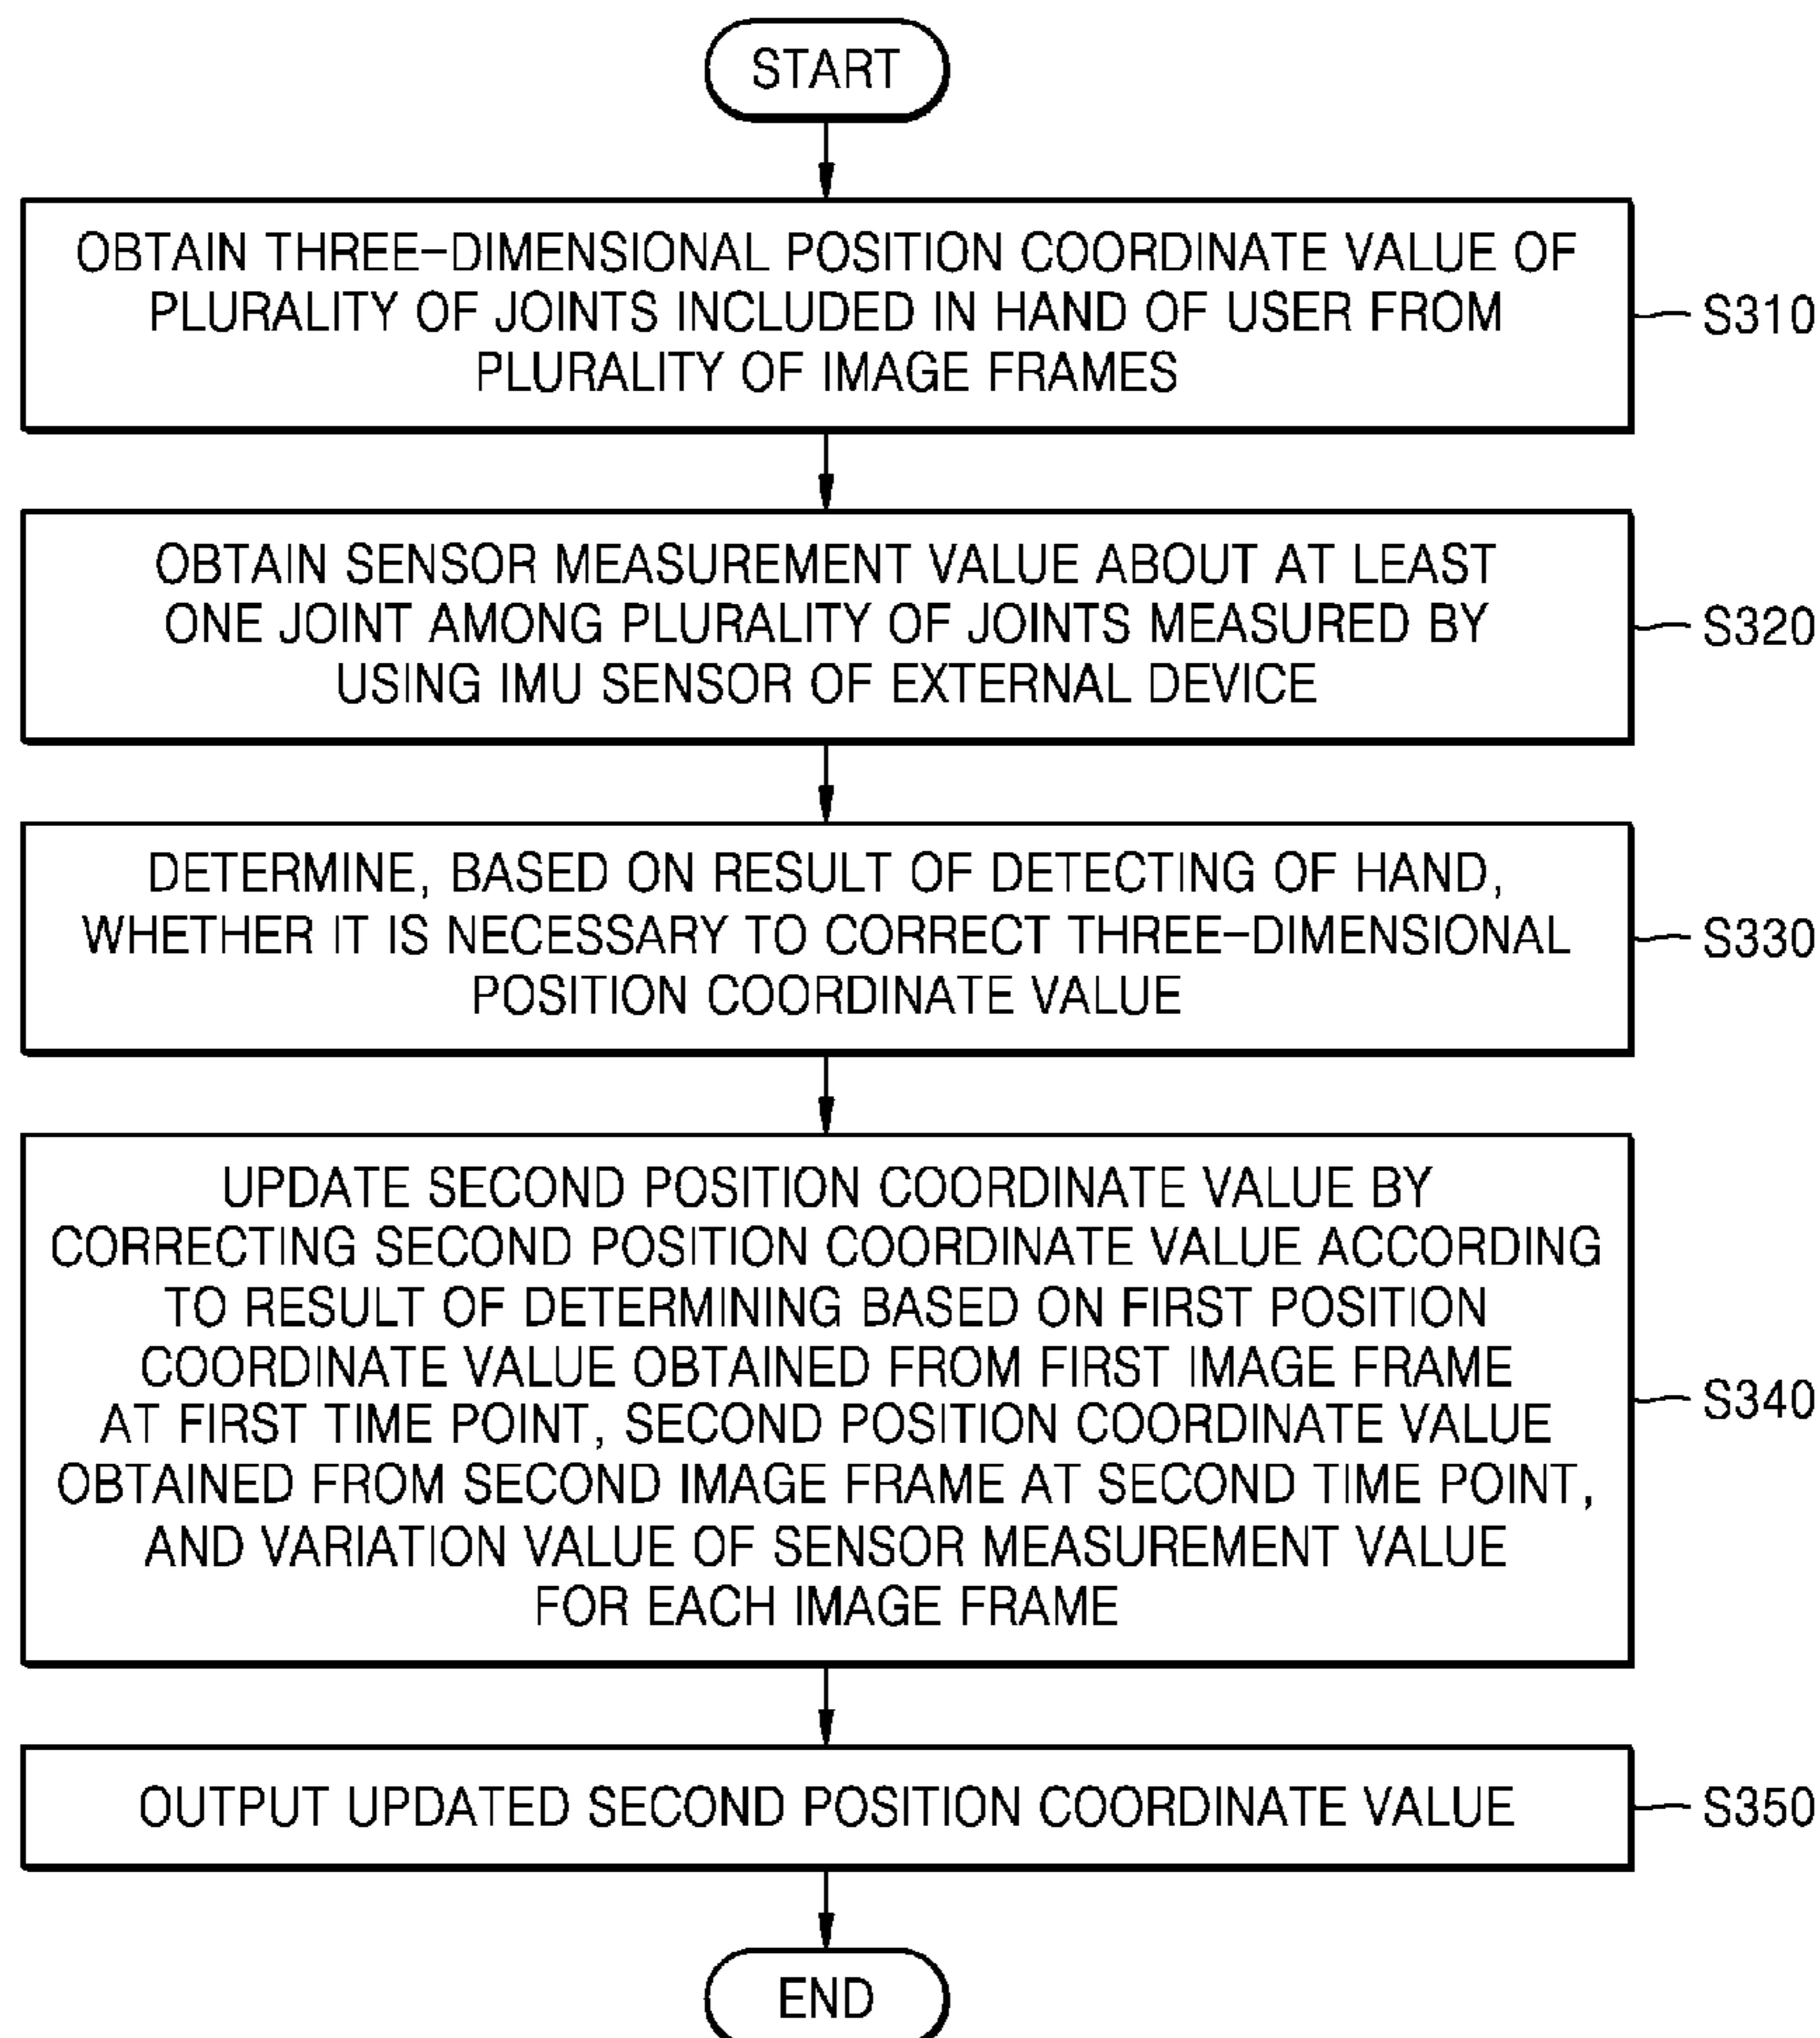 START
OBTAIN THREE-DIMENSIONAL POSITION COORDINATE VALUE OF
PLURALITY OF JOINTS INCLUDED IN HAND OF USER FROM
PLURALITY OF IMAGE FRAMES
S310
OBTAIN SENSOR MEASUREMENT VALUE ABOUT AT LEAST
ONE JOINT AMONG PLURALITY OF JOINTS MEASURED BY
USING IMU SENSOR OF EXTERNAL DEVICE
S320
DETERMINE, BASED ON RESULT OF DETECTING OF HAND,
WHETHER IT IS NECESSARY TO CORRECT THREE-DIMENSIONAL
POSITION COORDINATE VALUE
S330
UPDATE SECOND POSITION COORDINATE VALUE BY
CORRECTING SECOND POSITION COORDINATE VALUE ACCORDING
TO RESULT OF DETERMINING BASED ON FIRST POSITION
COORDINATE VALUE OBTAINED FROM FIRST IMAGE FRAME
AT FIRST TIME POINT, SECOND POSITION COORDINATE VALUE
OBTAINED FROM SECOND IMAGE FRAME AT SECOND TIME POINT,
AND VARIATION VALUE OF SENSOR MEASUREMENT VALUE
FOR EACH IMAGE FRAME
S340
OUTPUT UPDATED SECOND POSITION COORDINATE VALUE
S350
END